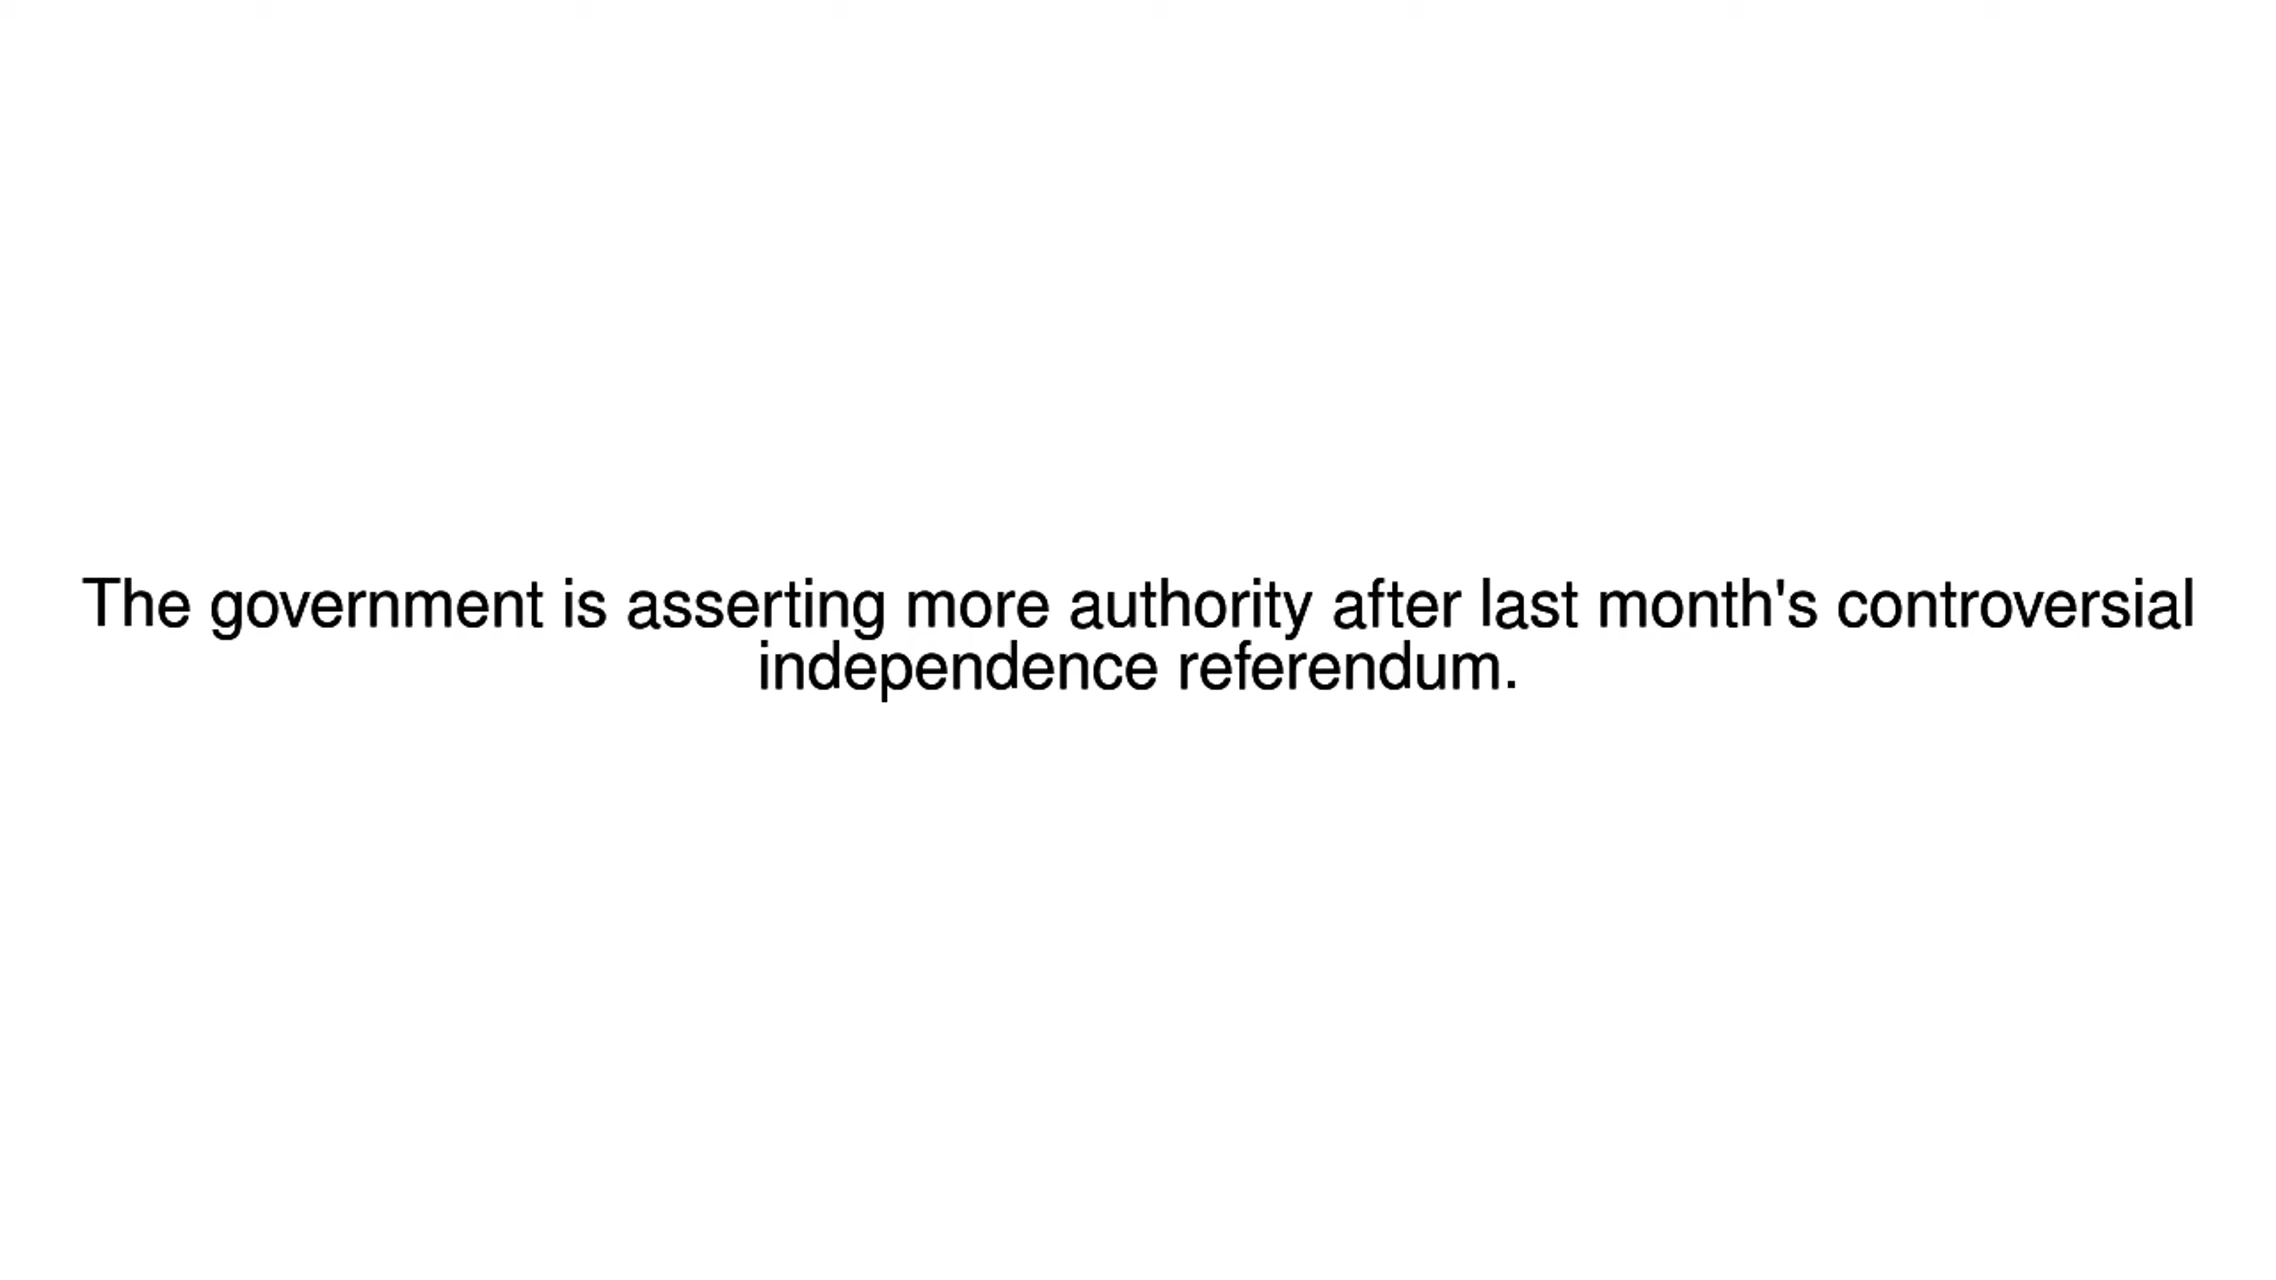 The government is asserting more authority after last month's controversial
independence referendum.